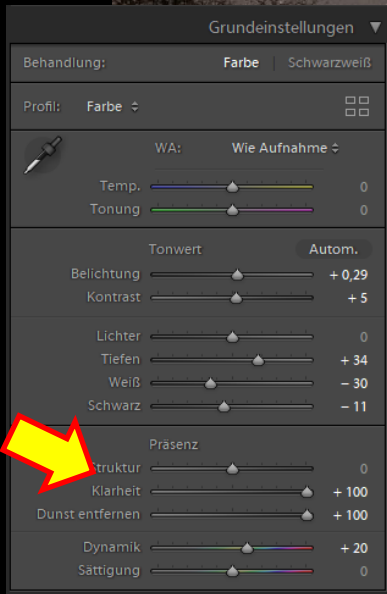 Grundeinstellungen
Behandlung: Farbe Schwarzweiß
Profil: Farbe
WA: Wie Aufnahme
Temp. 0
Tonung 0
Tonwert Autom.
Belichtung + 0,29
Kontrast + 5
Lichter 0
Tiefen + 34
Weiß – 30
Schwarz – 11
Präsenz
Struktur 0
Klarheit + 100
Dunst entfernen + 100
Dynamik + 20
Sättigung 0